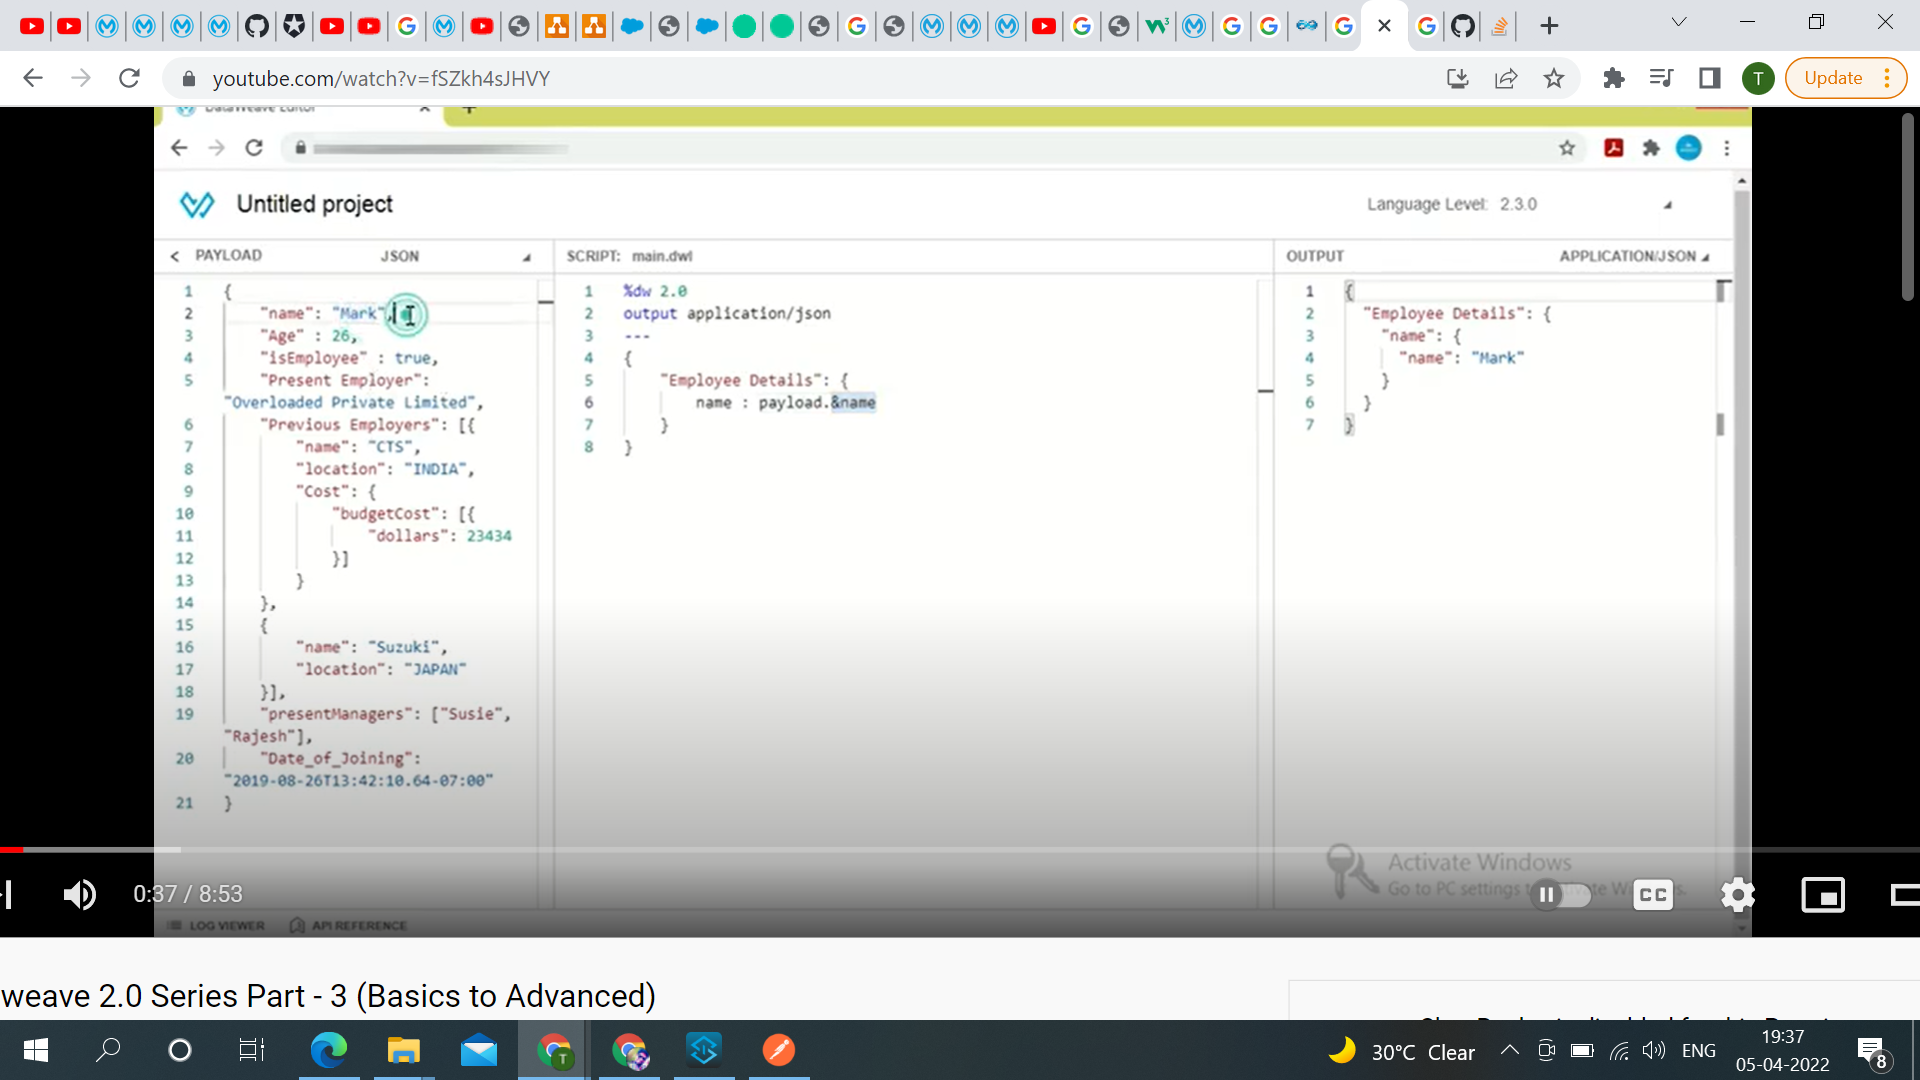 youtube.com/watch?v=fSZkh4sJHVY
T
Update
DataWeave Editor
Untitled project
Language Level: 2.3.0
PAYLOAD JSON
1 {
2 "name": "Mark",
3 "Age" : 26,
4 "isEmployee" : true,
5 "Present Employer":
"Overloaded Private Limited",
6 "Previous Employers": [{
7 "name": "CTS",
8 "location": "INDIA",
9 "Cost": {
10 "budgetCost": [{
11 "dollars": 23434
12 }]
13 }
14 },
15 {
16 "name": "Suzuki",
17 "location": "JAPAN"
18 }],
19 "presentManagers": ["Susie",
"Rajesh"],
20 "Date_of_Joining":
"2019-08-26T13:42:10.64-07:00"
21 }
SCRIPT: main.dwl
1 %dw 2.0
2 output application/json
3 ---
4 {
5 "Employee Details": {
6 name : payload.&name
7 }
8 }
OUTPUT APPLICATION/JSON
1 {
2 "Employee Details": {
3 "name": {
4 "name": "Mark"
5 }
6 }
7 }
Activate Windows
Go to PC settings to
0:37 / 8:53
CC
LOG VIEWER API REFERENCE
weave 2.0 Series Part - 3 (Basics to Advanced)
30°C Clear
ENG
19:37
05-04-2022
8